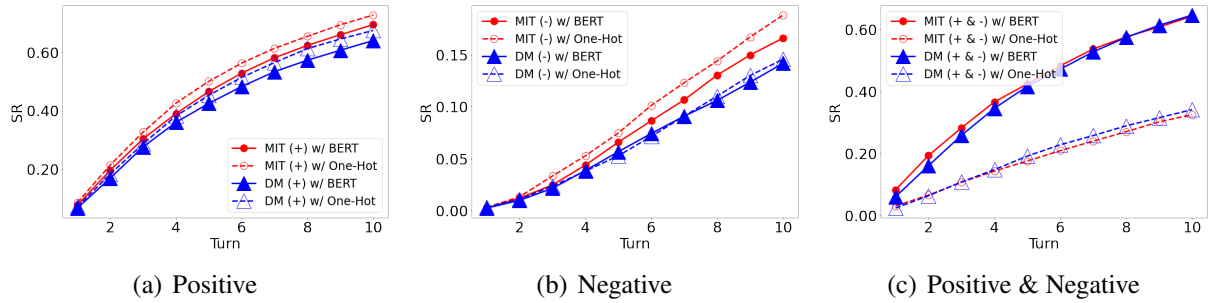 SR
0.60
0.40
0.20
2
4
6
8
10
Turn
MIT (+) w/ BERT
MIT (+) w/ One-Hot
DM (+) w/ BERT
DM (+) w/ One-Hot
(a) Positive
SR
0.15
0.10
0.05
0.00
2
4
6
8
10
Turn
MIT (-) w/ BERT
MIT (-) w/ One-Hot
DM (-) w/ BERT
DM (-) w/ One-Hot
(b) Negative
SR
0.60
0.40
0.20
0.00
2
4
6
8
10
Turn
MIT (+ & -) w/ BERT
MIT (+ & -) w/ One-Hot
DM (+ & -) w/ BERT
DM (+ & -) w/ One-Hot
(c) Positive & Negative